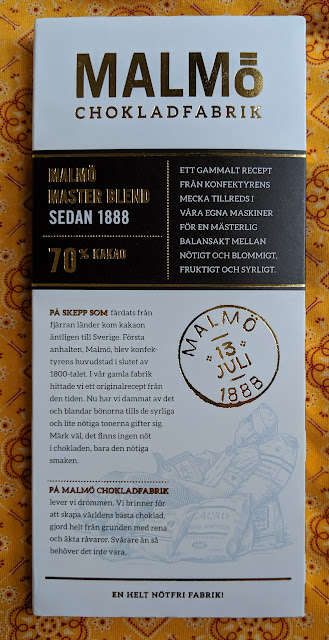 MALMÖ
CHOKLADFABRIK
MALMÖ
MASTER BLEND
SEDAN 1888
70% KAKAO
ETT GAMMALT RECEPT
FRÅN KONFEKTYRENS
MECKA TILLREDS I
VÅRA EGNA MASKINER
FÖR EN MÄSTERLIG
BALANSAKT MELLAN
NÖTIGT OCH BLOMMIGT,
FRUKTIGT OCH SYRLIGT.
PÅ SKEPP SOM färdats från
fjärran länder kom kakaon
äntligen till Sverige. Första
anhalten, Malmö, blev konfek-
tyrens huvudstad i slutet av
1800-talet. I vår gamla fabrik
hittade vi ett originalrecept från
den tiden. Nu har vi dammat av det
och blandar bönorna tills de syrliga
och lite nötiga tonerna gifter sig.
Märk väl, det finns ingen nöt
i chokladen, bara den nötiga
smaken.
MALMÖ
13
JULI
1888
PÅ MALMÖ CHOKLADFABRIK
lever vi drömmen. Vi brinner för
att skapa världens bästa choklad,
gjord helt från grunden med rena
och äkta råvaror. Svårare än så
behöver det inte vara.
CACAO
EN HELT NÖTFRI FABRIK!